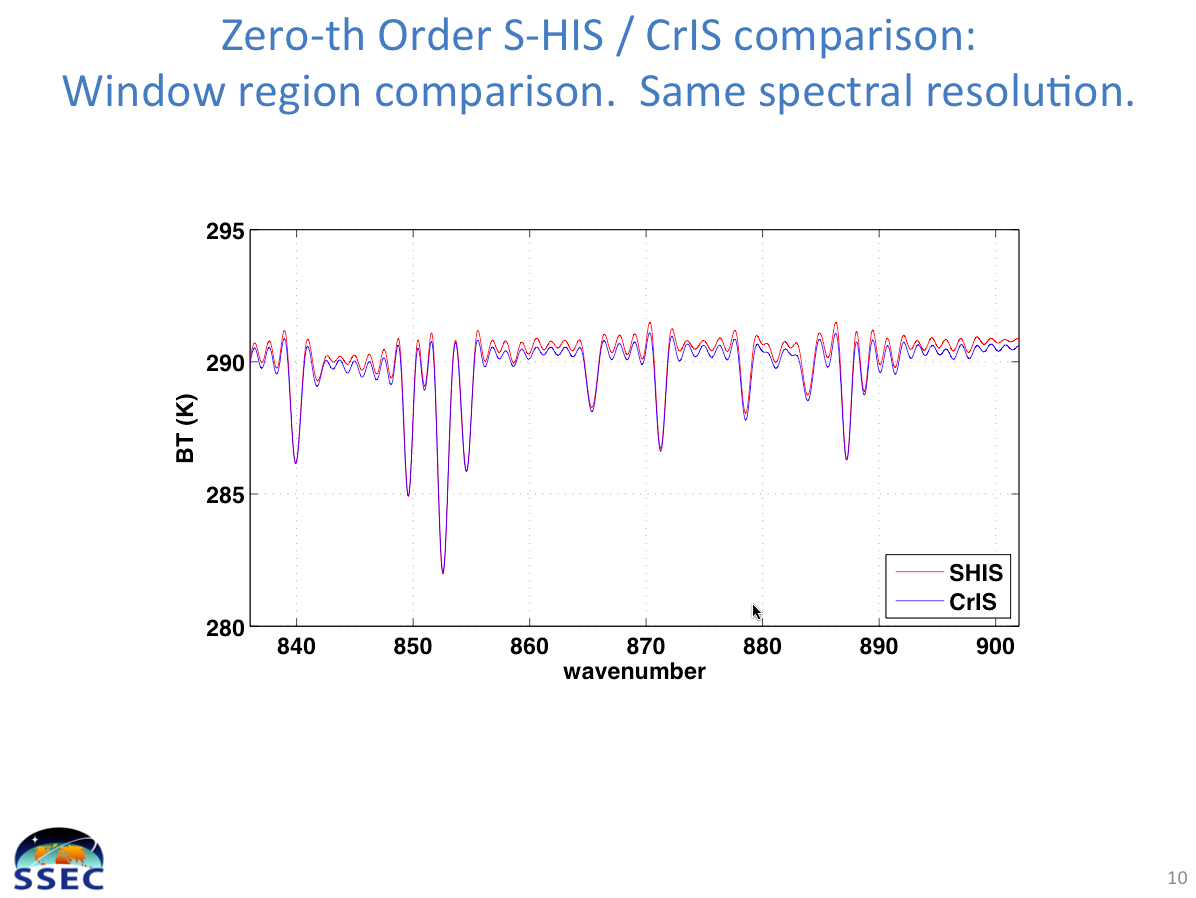 Zero-th Order S-HIS / CrIS comparison:
Window region comparison.  Same spectral resolution.
295
290
285
280
BT (K)
840 850 860 870 880 890 900
wavenumber
SHIS
CrIS
SSEC
10